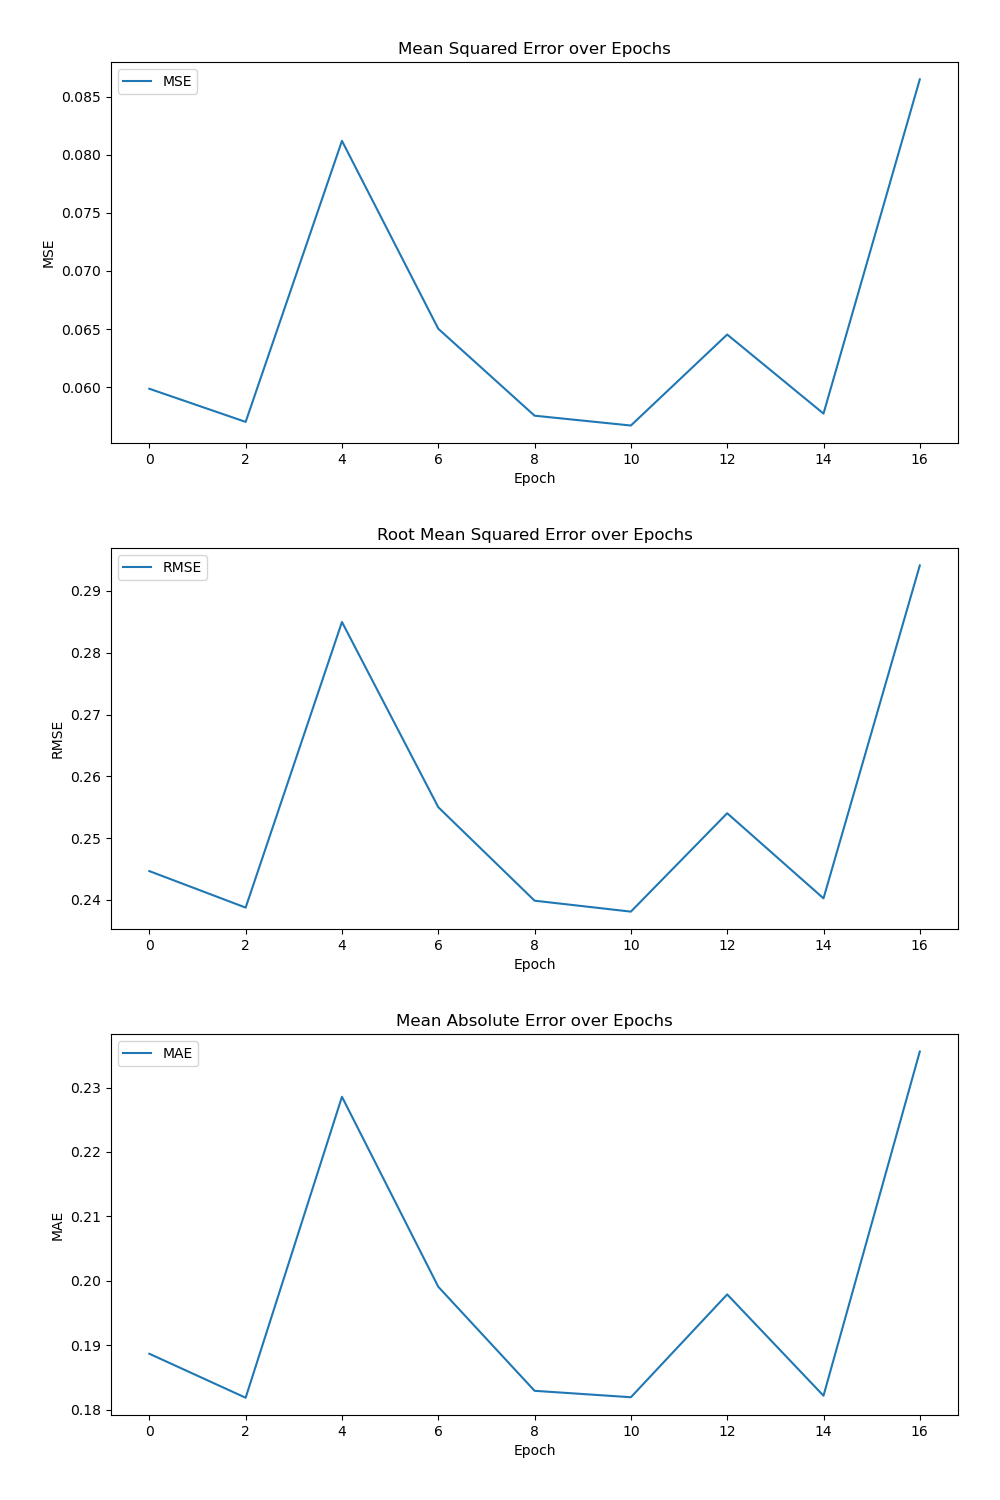 Mean Squared Error over Epochs
MSE
0.085
0.080
0.075
0.070
0.065
0.060
MSE
0 2 4 6 8 10 12 14 16
Epoch
Root Mean Squared Error over Epochs
RMSE
0.29
0.28
0.27
0.26
0.25
0.24
RMSE
0 2 4 6 8 10 12 14 16
Epoch
Mean Absolute Error over Epochs
MAE
0.23
0.22
0.21
0.20
0.19
0.18
MAE
0 2 4 6 8 10 12 14 16
Epoch